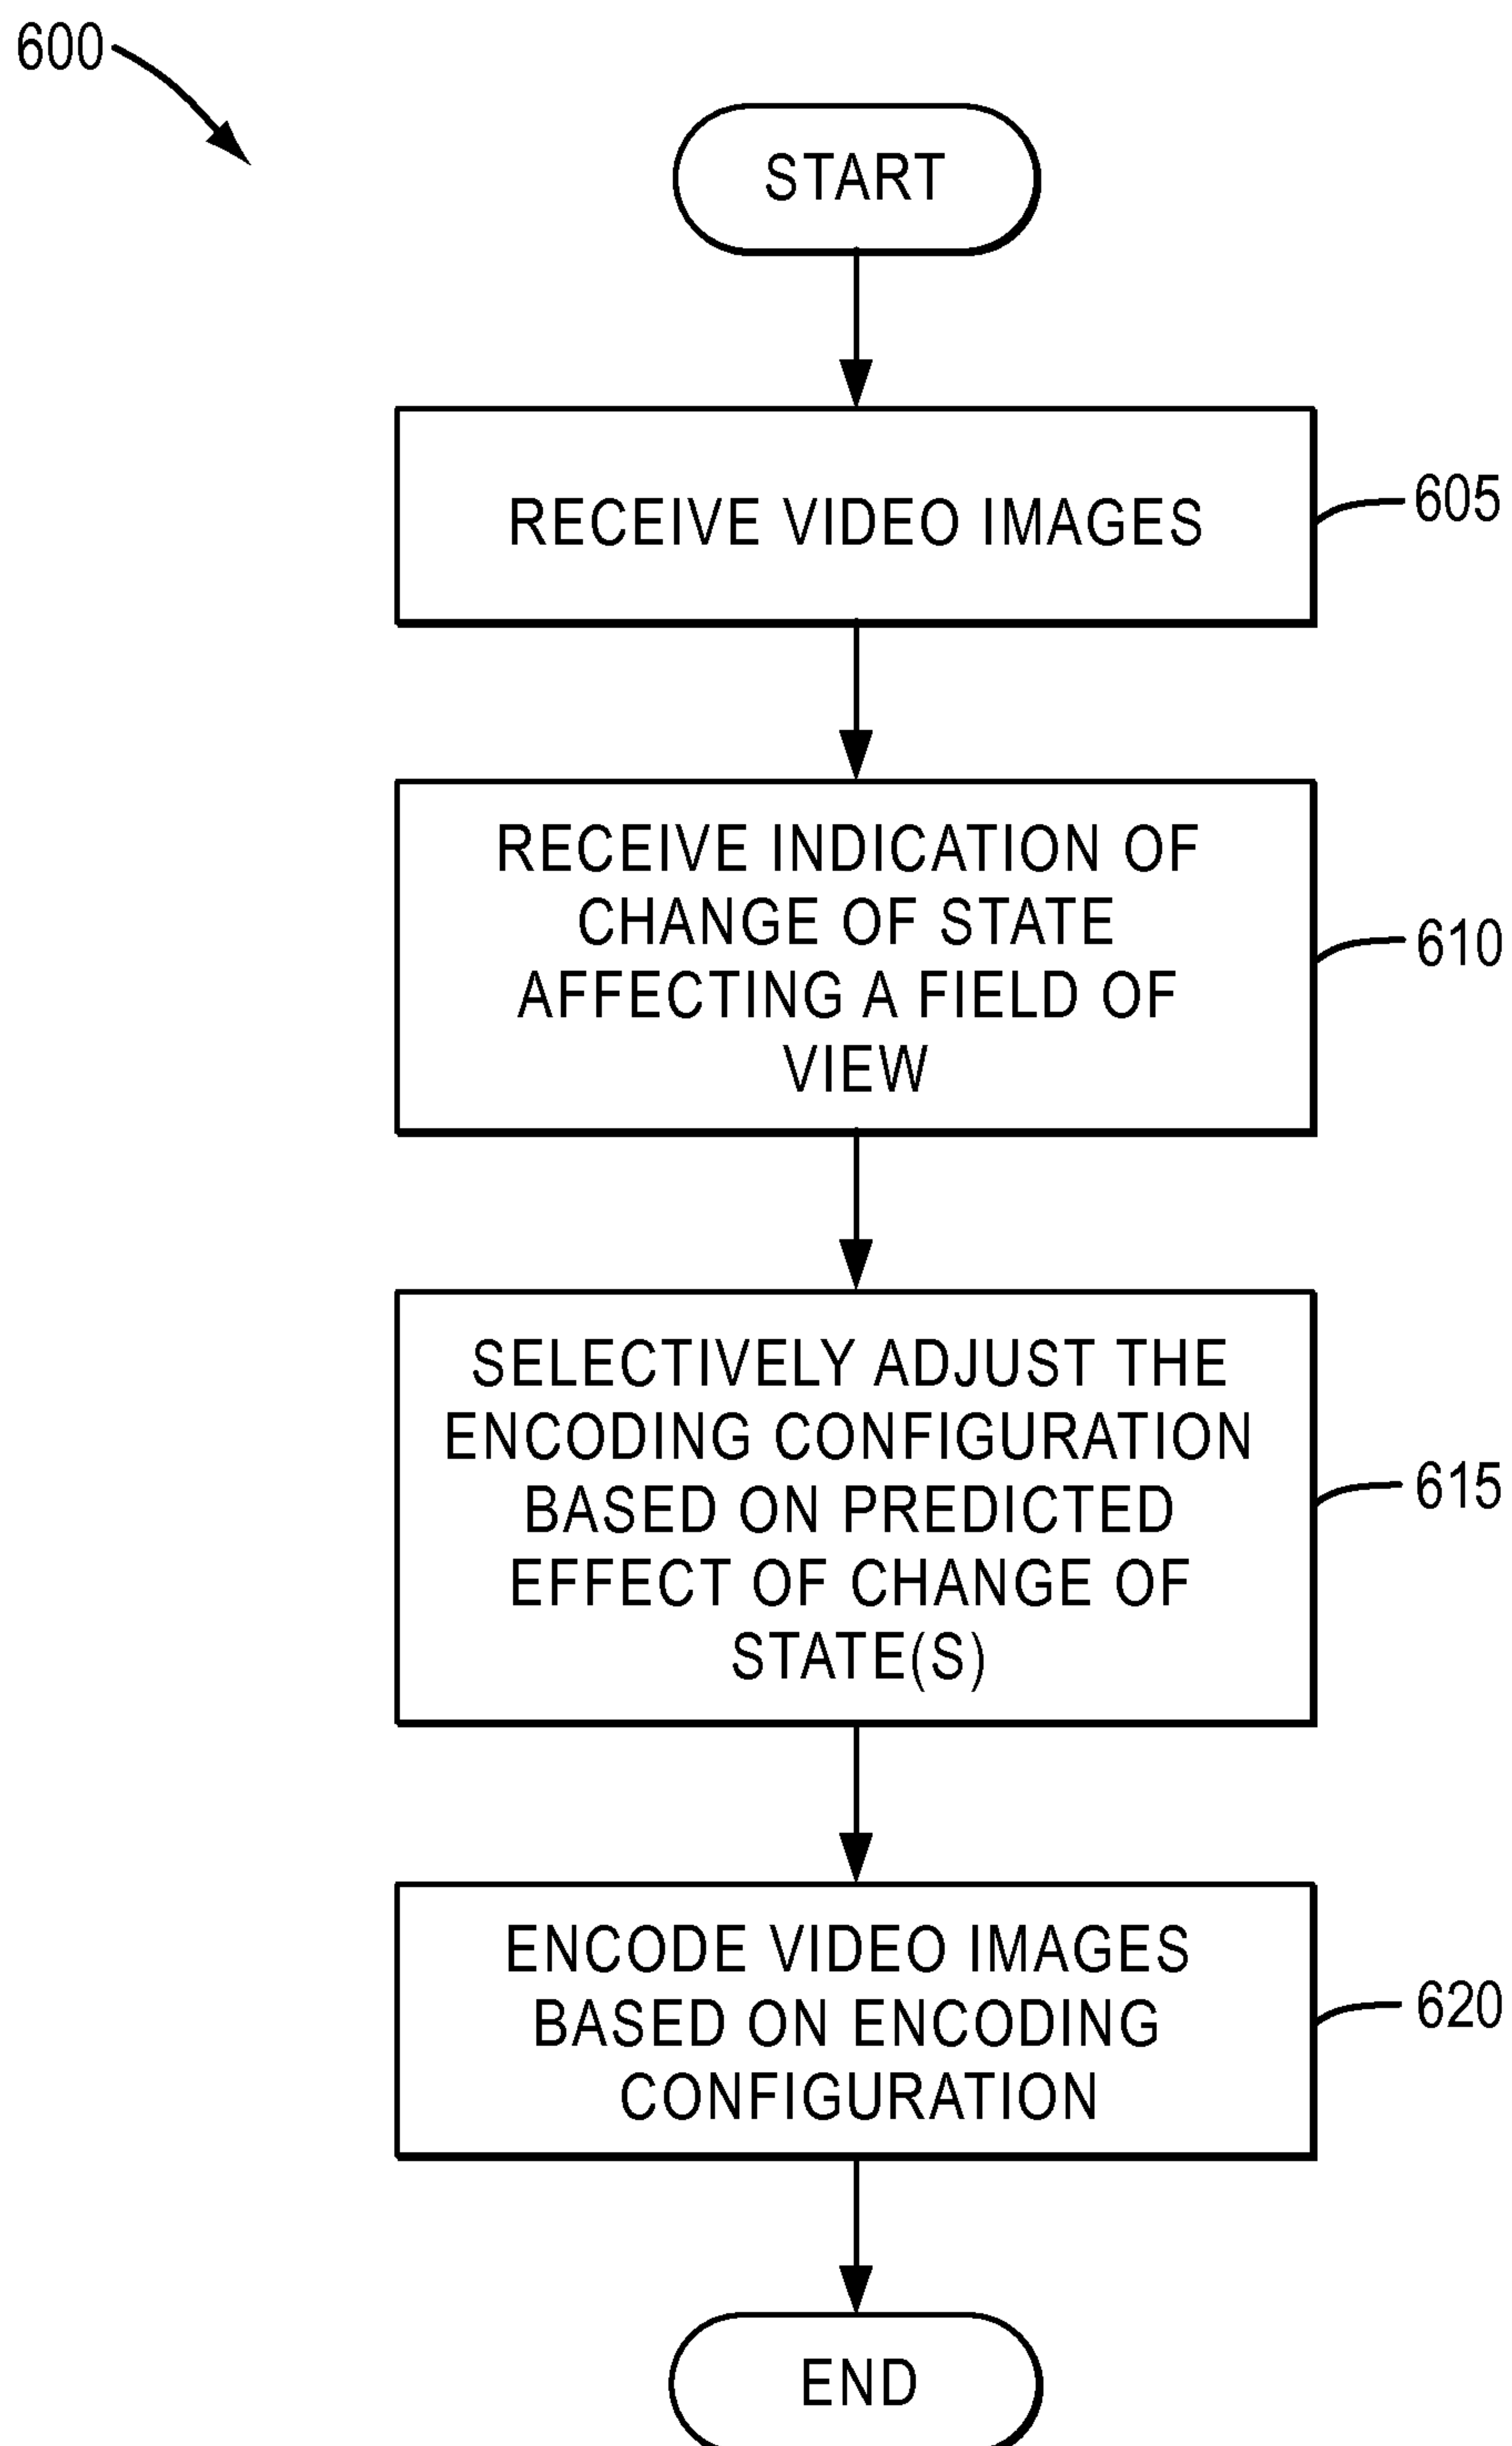 600
START
RECEIVE VIDEO IMAGES
605
RECEIVE INDICATION OF
CHANGE OF STATE
AFFECTING A FIELD OF
VIEW
610
SELECTIVELY ADJUST THE
ENCODING CONFIGURATION
BASED ON PREDICTED
EFFECT OF CHANGE OF
STATE(S)
615
ENCODE VIDEO IMAGES
BASED ON ENCODING
CONFIGURATION
620
END